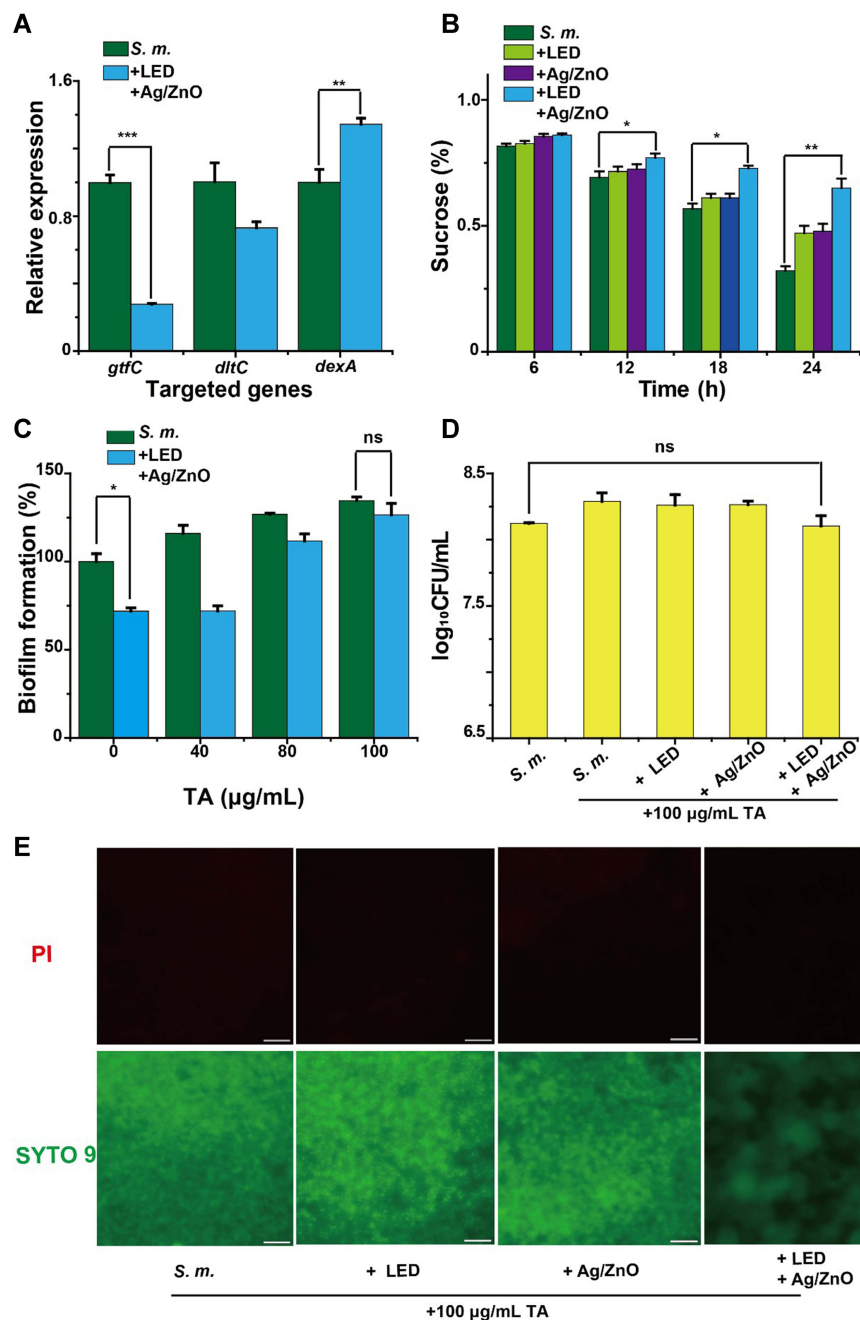 A
S. m.
+LED
+Ag/ZnO
Relative expression
1.6
0.8
0
***
**
gtfC dltC dexA
Targeted genes
B
S. m.
+LED
+Ag/ZnO
+LED
+Ag/ZnO
Sucrose (%)
1.0
0.5
0
*
*
**
6 12 18 24
Time (h)
C
S. m.
+LED
+Ag/ZnO
Biofilm formation (%)
150
100
50
0
*
ns
0 40 80 100
TA (µg/mL)
D
ns
log₁₀CFU/mL
8.5
7.5
6.5
S. m.
S. m.
+ LED
+ Ag/ZnO
+ LED
+ Ag/ZnO
+100 µg/mL TA
E
PI
SYTO 9
S. m. + LED + Ag/ZnO + LED
+ Ag/ZnO
+100 µg/mL TA